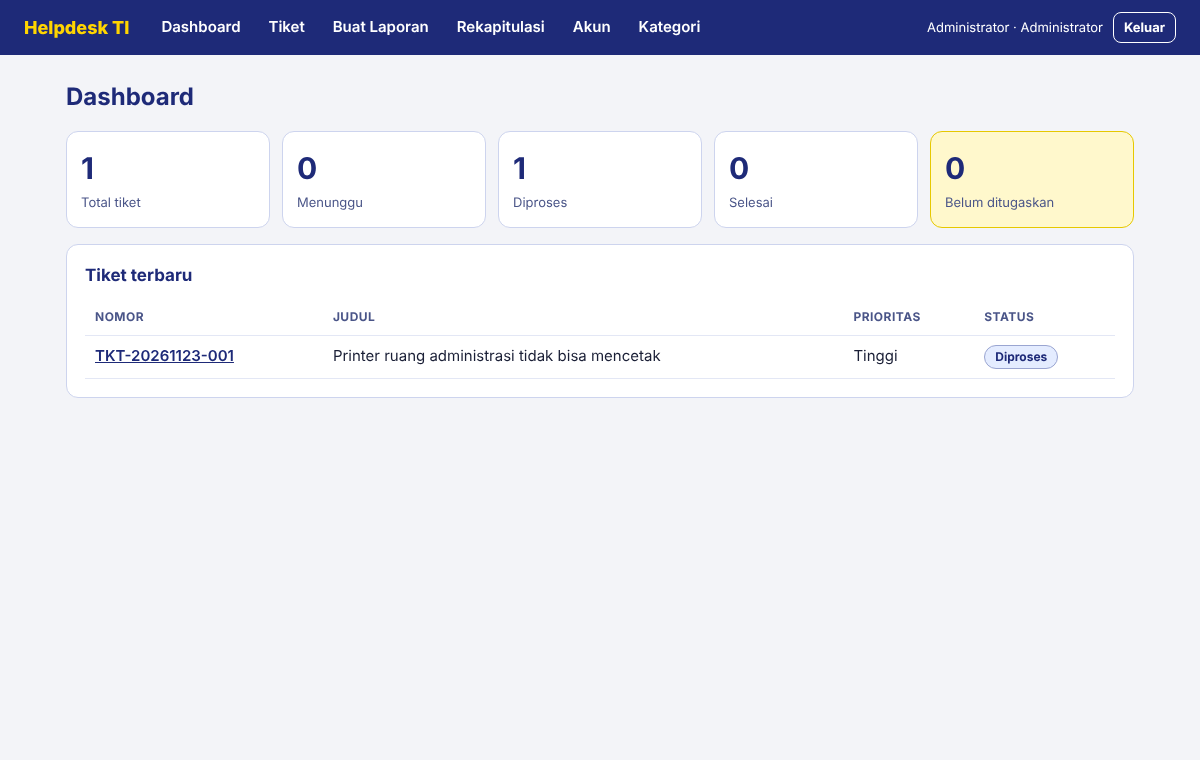 Helpdesk TI Dashboard Tiket Buat Laporan Rekapitulasi Akun Kategori Administrator · Administrator Keluar
Dashboard
1 0 1 0 0
Total tiket Menunggu Diproses Selesai Belum ditugaskan
Tiket terbaru
NOMOR JUDUL PRIORITAS STATUS
TKT-20261123-001 Printer ruang administrasi tidak bisa mencetak Tinggi Diproses